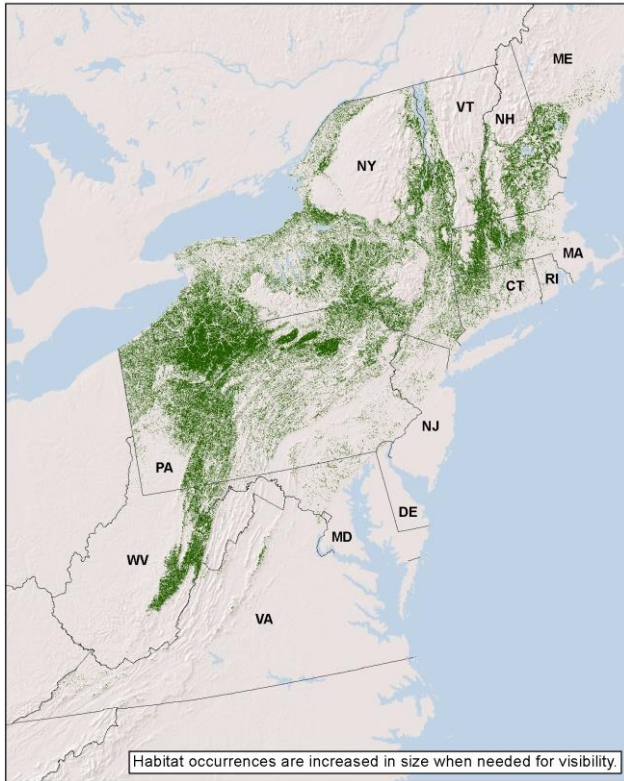 ME
VT
NH
NY
MA
CT
RI
NJ
PA
DE
MD
WV
VA
Habitat occurrences are increased in size when needed for visibility.